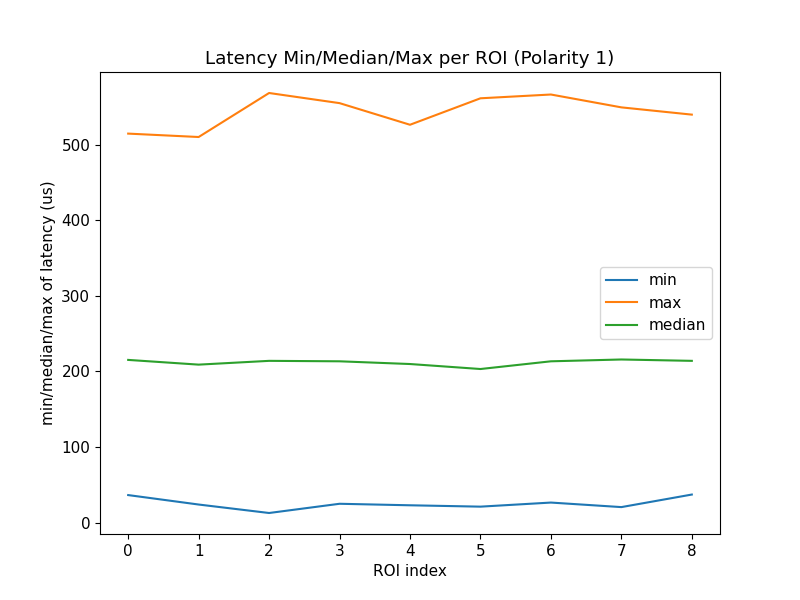 Latency Min/Median/Max per ROI (Polarity 1)
min/median/max of latency (us)
500
400
300
200
100
0
min
max
median
0 1 2 3 4 5 6 7 8
ROI index